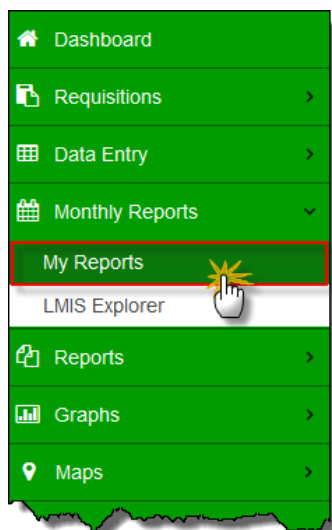 Dashboard
Requisitions
Data Entry
Monthly Reports
My Reports
LMIS Explorer
Reports
Graphs
Maps